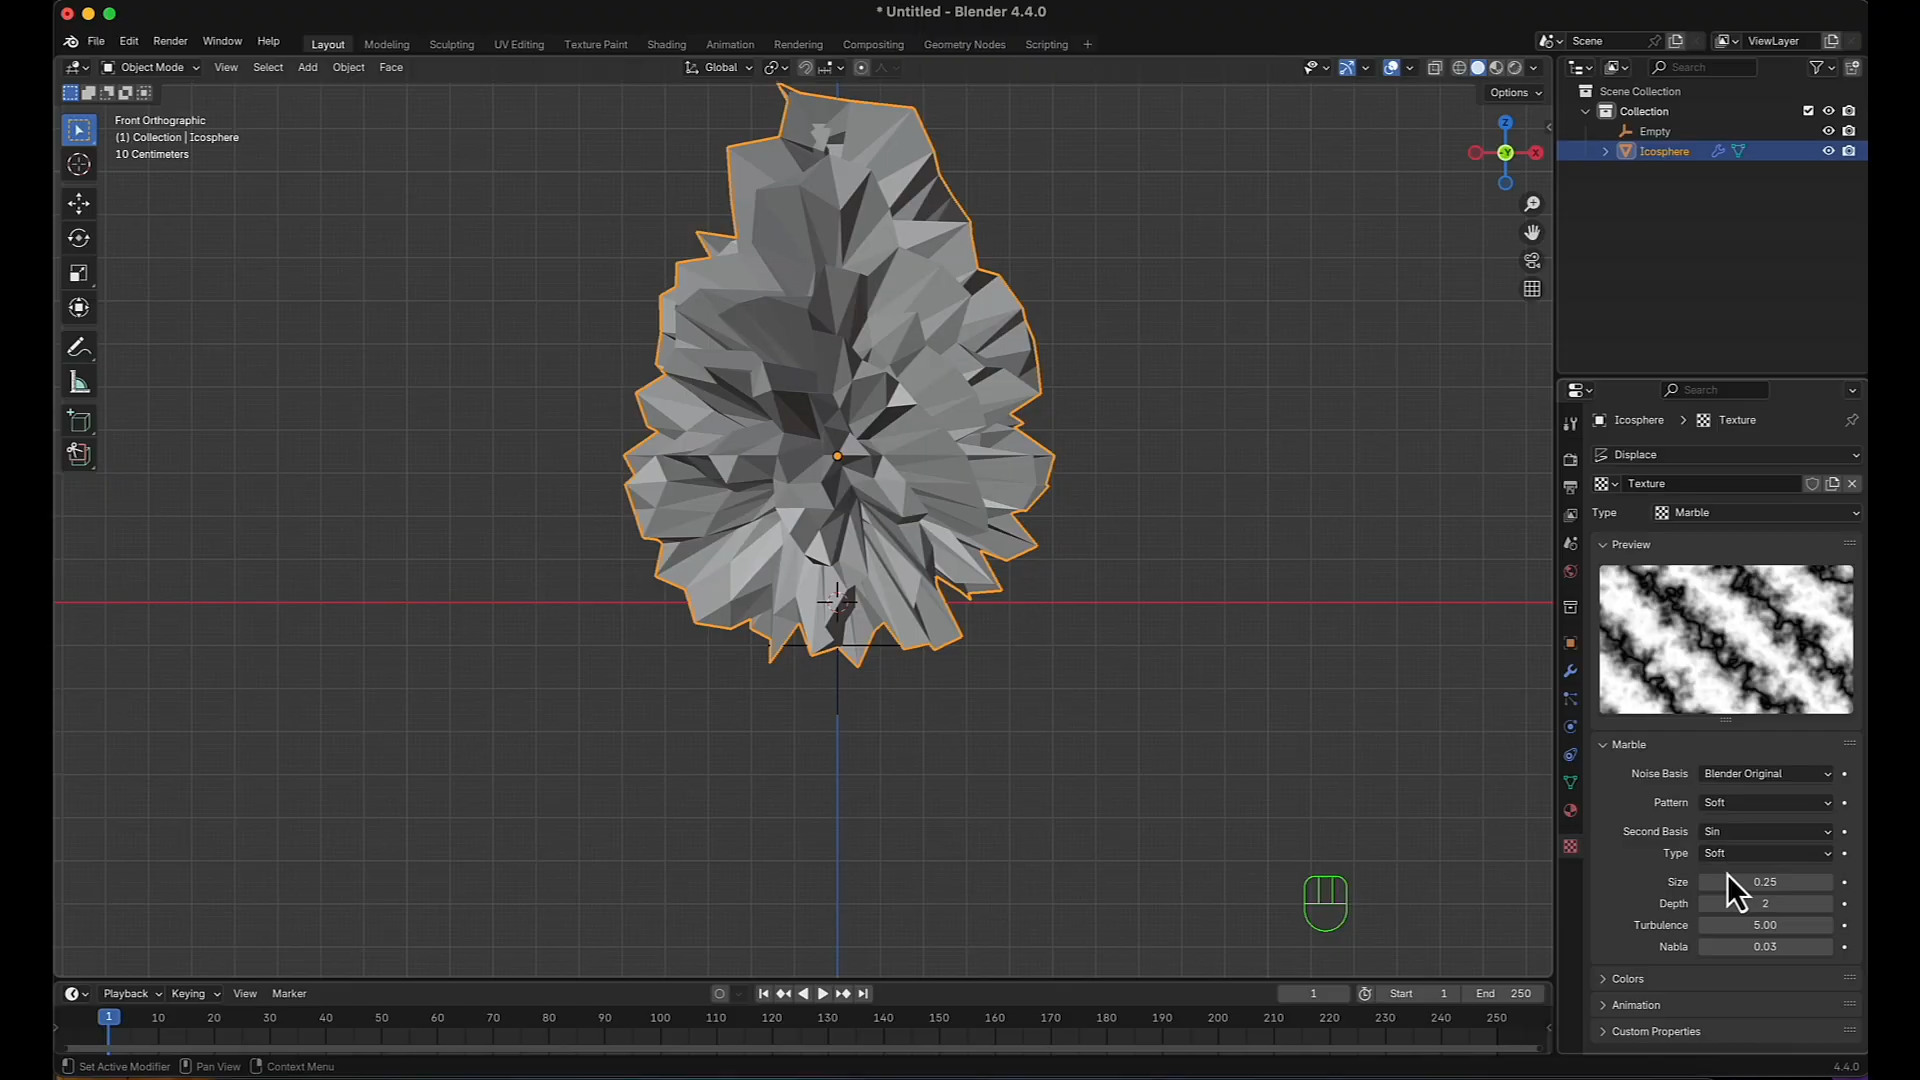 * Untitled - Blender 4.4.0
File Edit Render Window Help Layout Modeling Sculpting UV Editing Texture Paint Shading Animation Rendering Compositing Geometry Nodes Scripting + Scene ViewLayer
Object Mode View Select Add Object Face Global Search
Options
Scene Collection
Collection
Empty
Icosphere
Front Orthographic
(1) Collection | Icosphere
10 Centimeters
Z
-Y
X
Search
Icosphere > Texture
Displace
Texture
Type Marble
Preview
Marble
Noise Basis Blender Original
Pattern Soft
Second Basis Sin
Type Soft
Size 0.25
Depth 2
Turbulence 5.00
Nabla 0.03
Colors
Animation
Custom Properties
Playback Keying View Marker 1 Start 1 End 250
1 10 20 30 40 50 60 70 80 90 100 110 120 130 140 150 160 170 180 190 200 210 220 230 240 250
Set Active Modifier Pan View Context Menu 4.4.0